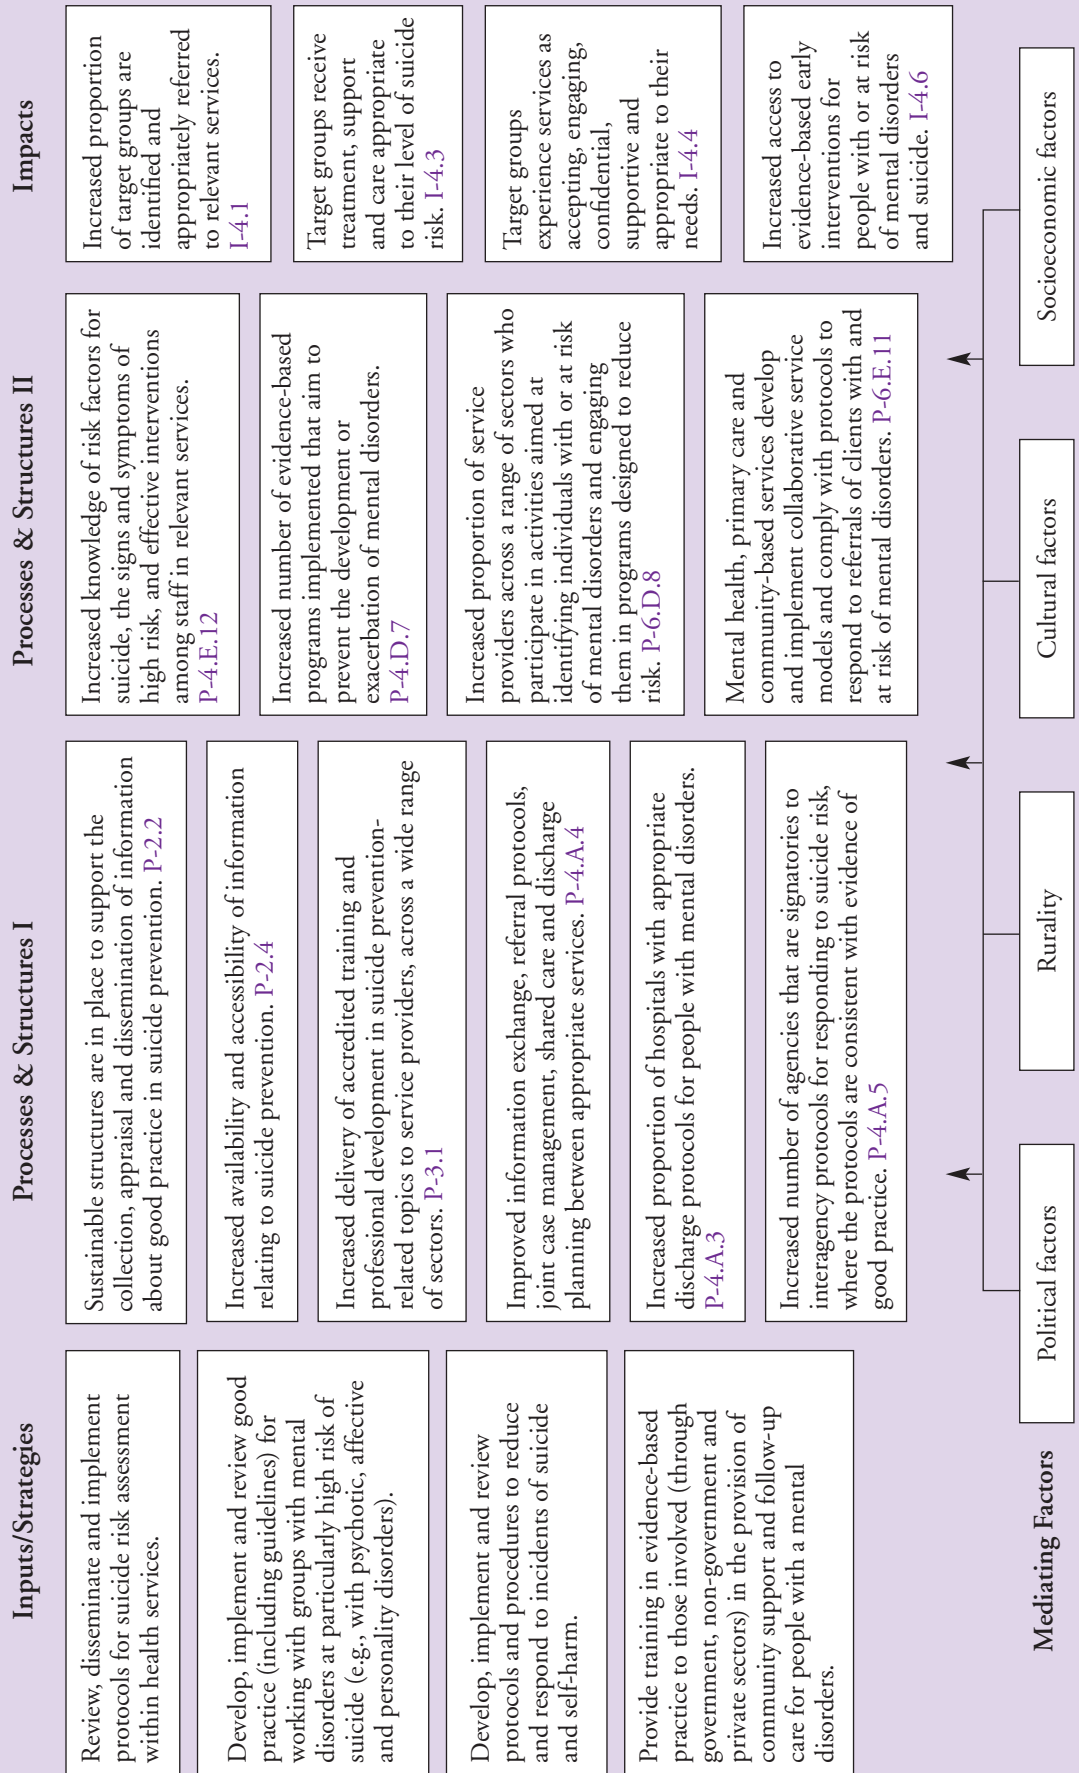 Inputs/Strategies
Review, disseminate and implement
protocols for suicide risk assessment
within health services.
Develop, implement and review good
practice (including guidelines) for
working with groups with mental
disorders at particularly high risk of
suicide (e.g., with psychotic, affective
and personality disorders).
Develop, implement and review
protocols and procedures to reduce
and respond to incidents of suicide
and self-harm.
Provide training in evidence-based
practice to those involved (through
government, non-government and
private sectors) in the provision of
community support and follow-up
care for people with a mental
disorders.
Processes & Structures I
Sustainable structures are in place to support the
collection, appraisal and dissemination of information
about good practice in suicide prevention. P-2.2
Increased availability and accessibility of information
relating to suicide prevention. P-2.4
Increased delivery of accredited training and
professional development in suicide prevention-
related topics to service providers, across a wide range
of sectors. P-3.1
Improved information exchange, referral protocols,
joint case management, shared care and discharge
planning between appropriate services. P-4.A.4
Increased proportion of hospitals with appropriate
discharge protocols for people with mental disorders.
P-4.A.3
Increased number of agencies that are signatories to
interagency protocols for responding to suicide risk,
where the protocols are consistent with evidence of
good practice. P-4.A.5
Processes & Structures II
Increased knowledge of risk factors for
suicide, the signs and symptoms of
high risk, and effective interventions
among staff in relevant services.
P-4.E.12
Increased number of evidence-based
programs implemented that aim to
prevent the development or
exacerbation of mental disorders.
P-4.D.7
Increased proportion of service
providers across a range of sectors who
participate in activities aimed at
identifying individuals with or at risk
of mental disorders and engaging
them in programs designed to reduce
risk. P-6.D.8
Mental health, primary care and
community-based services develop
and implement collaborative service
models and comply with protocols to
respond to referrals of clients with and
at risk of mental disorders. P-6.E.11
Impacts
Increased proportion
of target groups are
identified and
appropriately referred
to relevant services.
I-4.1
Target groups receive
treatment, support
and care appropriate
to their level of suicide
risk. I-4.3
Target groups
experience services as
accepting, engaging,
confidential,
supportive and
appropriate to their
needs. I-4.4
Increased access to
evidence-based early
interventions for
people with or at risk
of mental disorders
and suicide. I-4.6
Mediating Factors
Political factors
Rurality
Cultural factors
Socioeconomic factors